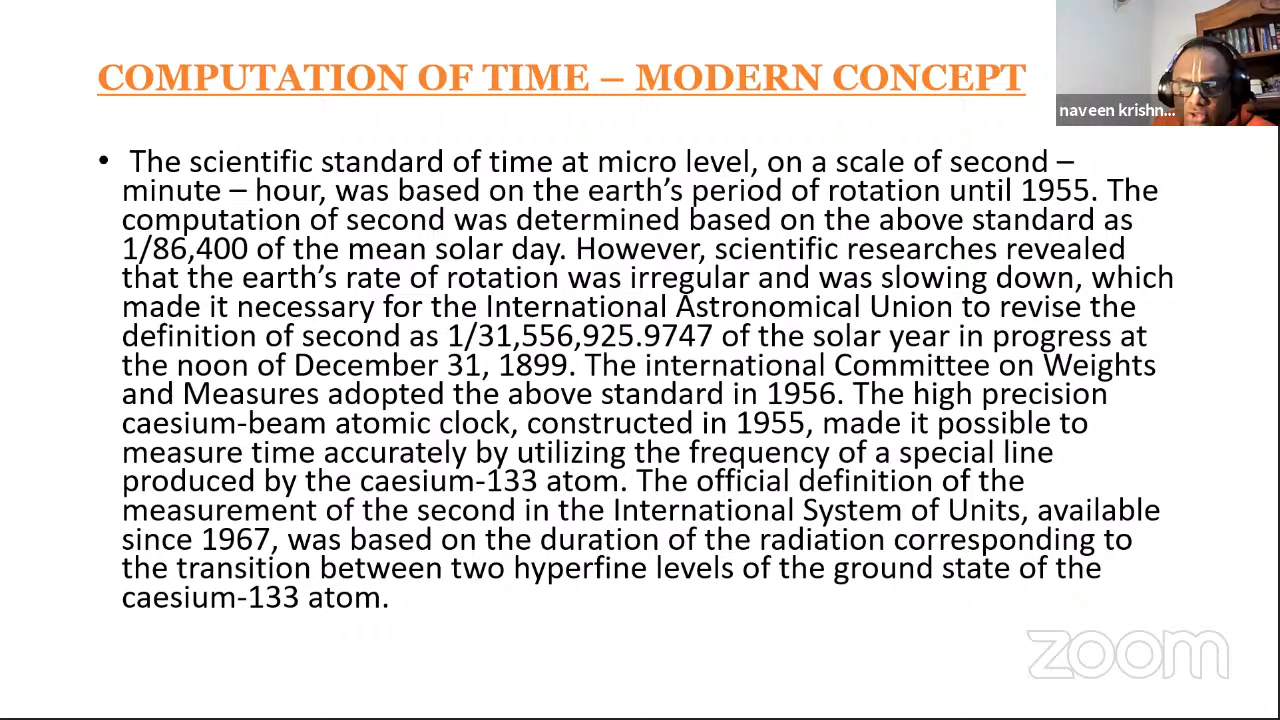 COMPUTATION OF TIME – MODERN CONCEPT
naveen krishn...
• The scientific standard of time at micro level, on a scale of second –
minute – hour, was based on the earth’s period of rotation until 1955. The
computation of second was determined based on the above standard as
1/86,400 of the mean solar day. However, scientific researches revealed
that the earth’s rate of rotation was irregular and was slowing down, which
made it necessary for the International Astronomical Union to revise the
definition of second as 1/31,556,925.9747 of the solar year in progress at
the noon of December 31, 1899. The international Committee on Weights
and Measures adopted the above standard in 1956. The high precision
caesium-beam atomic clock, constructed in 1955, made it possible to
measure time accurately by utilizing the frequency of a special line
produced by the caesium-133 atom. The official definition of the
measurement of the second in the International System of Units, available
since 1967, was based on the duration of the radiation corresponding to
the transition between two hyperfine levels of the ground state of the
caesium-133 atom.
zoom